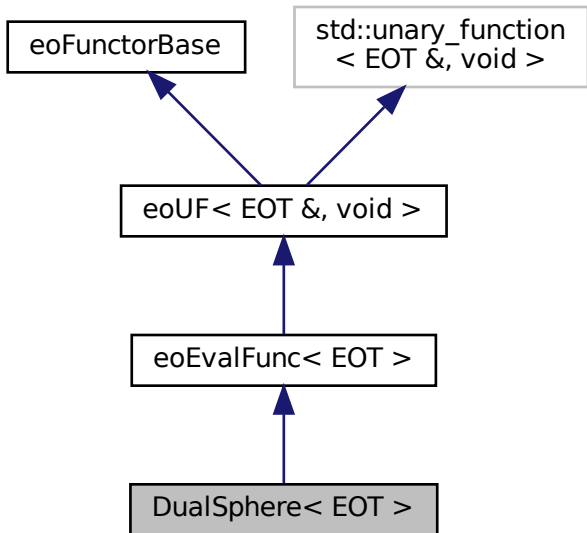 eoFunctorBase
std::unary_function
< EOT &, void >
eoUF< EOT &, void >
eoEvalFunc< EOT >
DualSphere< EOT >